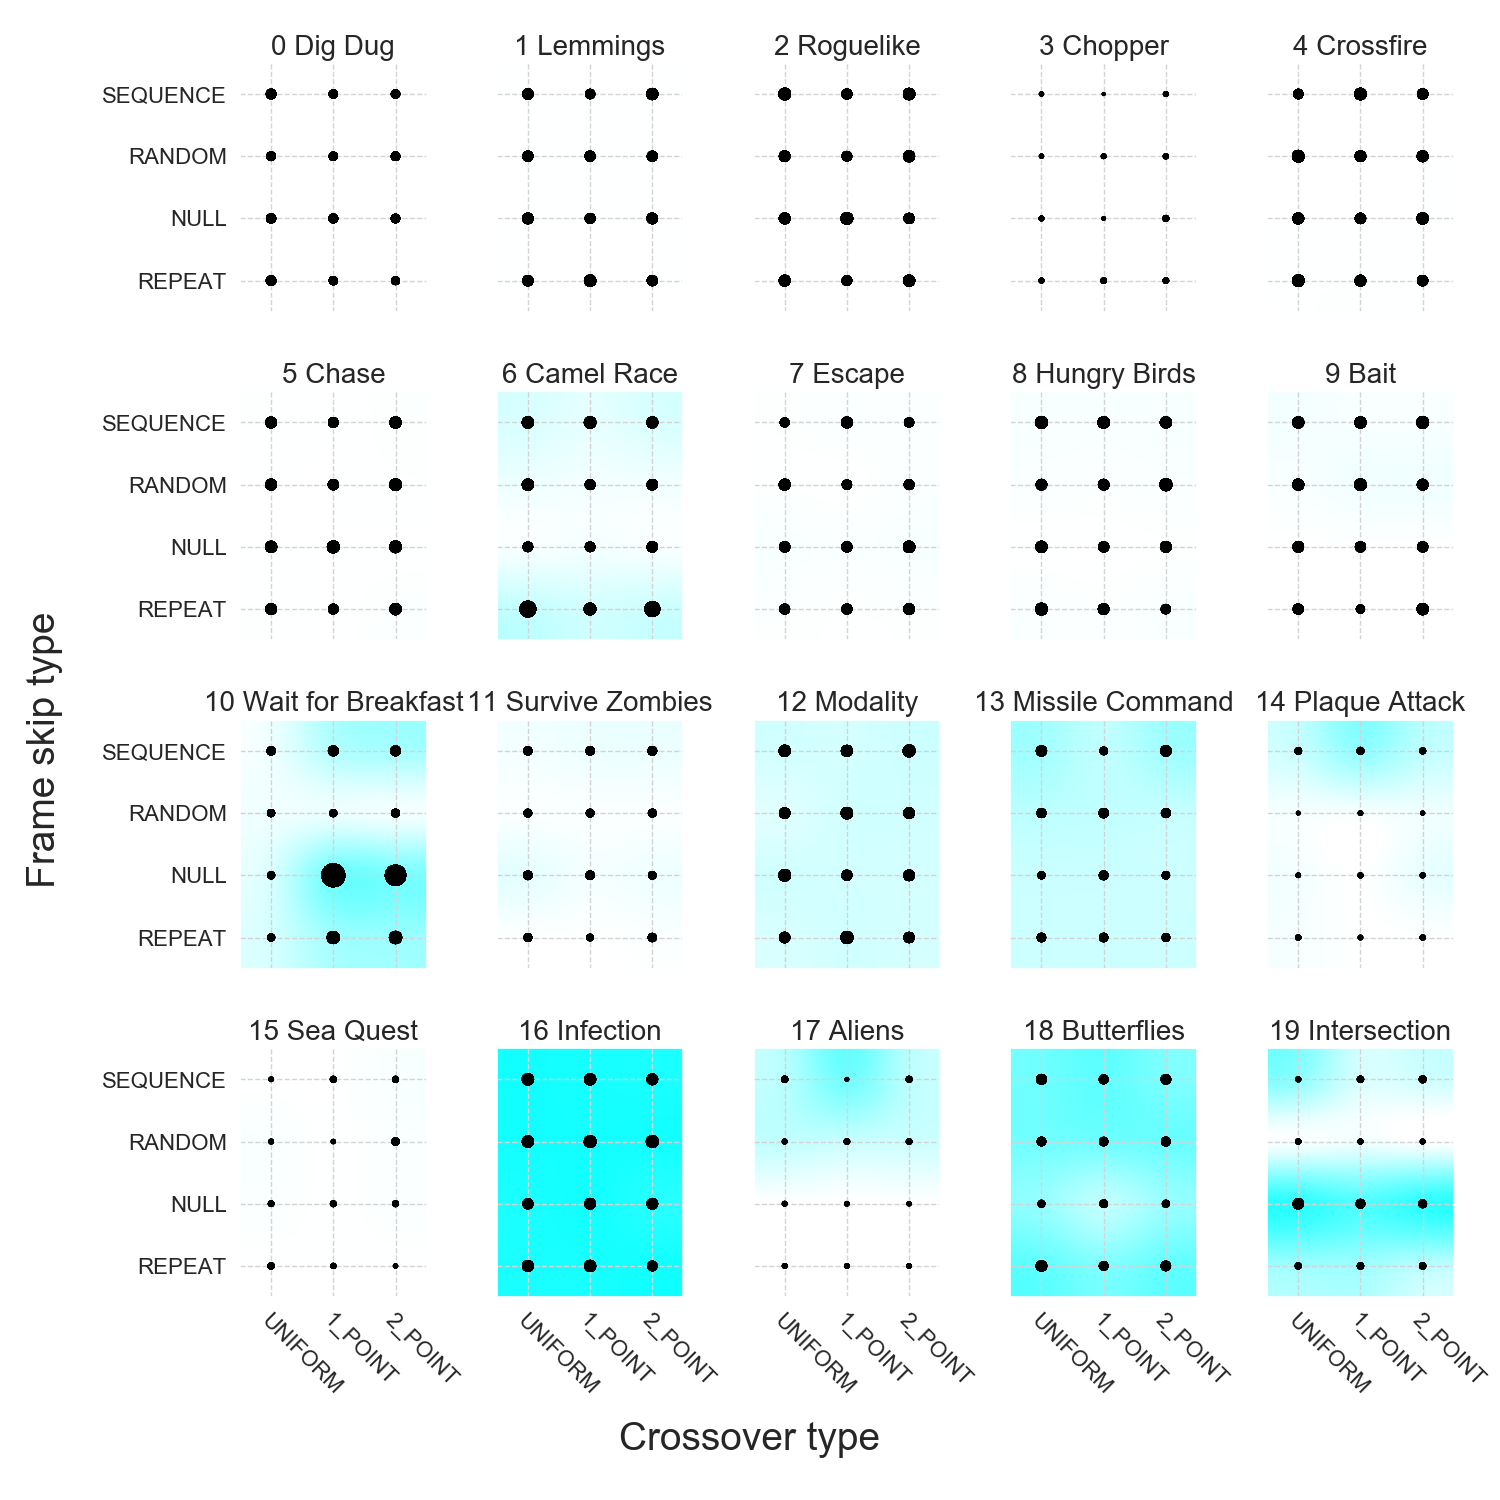 0 Dig Dug
1 Lemmings
2 Roguelike
3 Chopper
4 Crossfire
SEQUENCE
RANDOM
NULL
REPEAT
5 Chase
6 Camel Race
7 Escape
8 Hungry Birds
9 Bait
SEQUENCE
RANDOM
NULL
REPEAT
Frame skip type
10 Wait for Breakfast
11 Survive Zombies
12 Modality
13 Missile Command
14 Plaque Attack
SEQUENCE
RANDOM
NULL
REPEAT
15 Sea Quest
16 Infection
17 Aliens
18 Butterflies
19 Intersection
SEQUENCE
RANDOM
NULL
REPEAT
UNIFORM
1_POINT
2_POINT
UNIFORM
1_POINT
2_POINT
UNIFORM
1_POINT
2_POINT
UNIFORM
1_POINT
2_POINT
UNIFORM
1_POINT
2_POINT
Crossover type